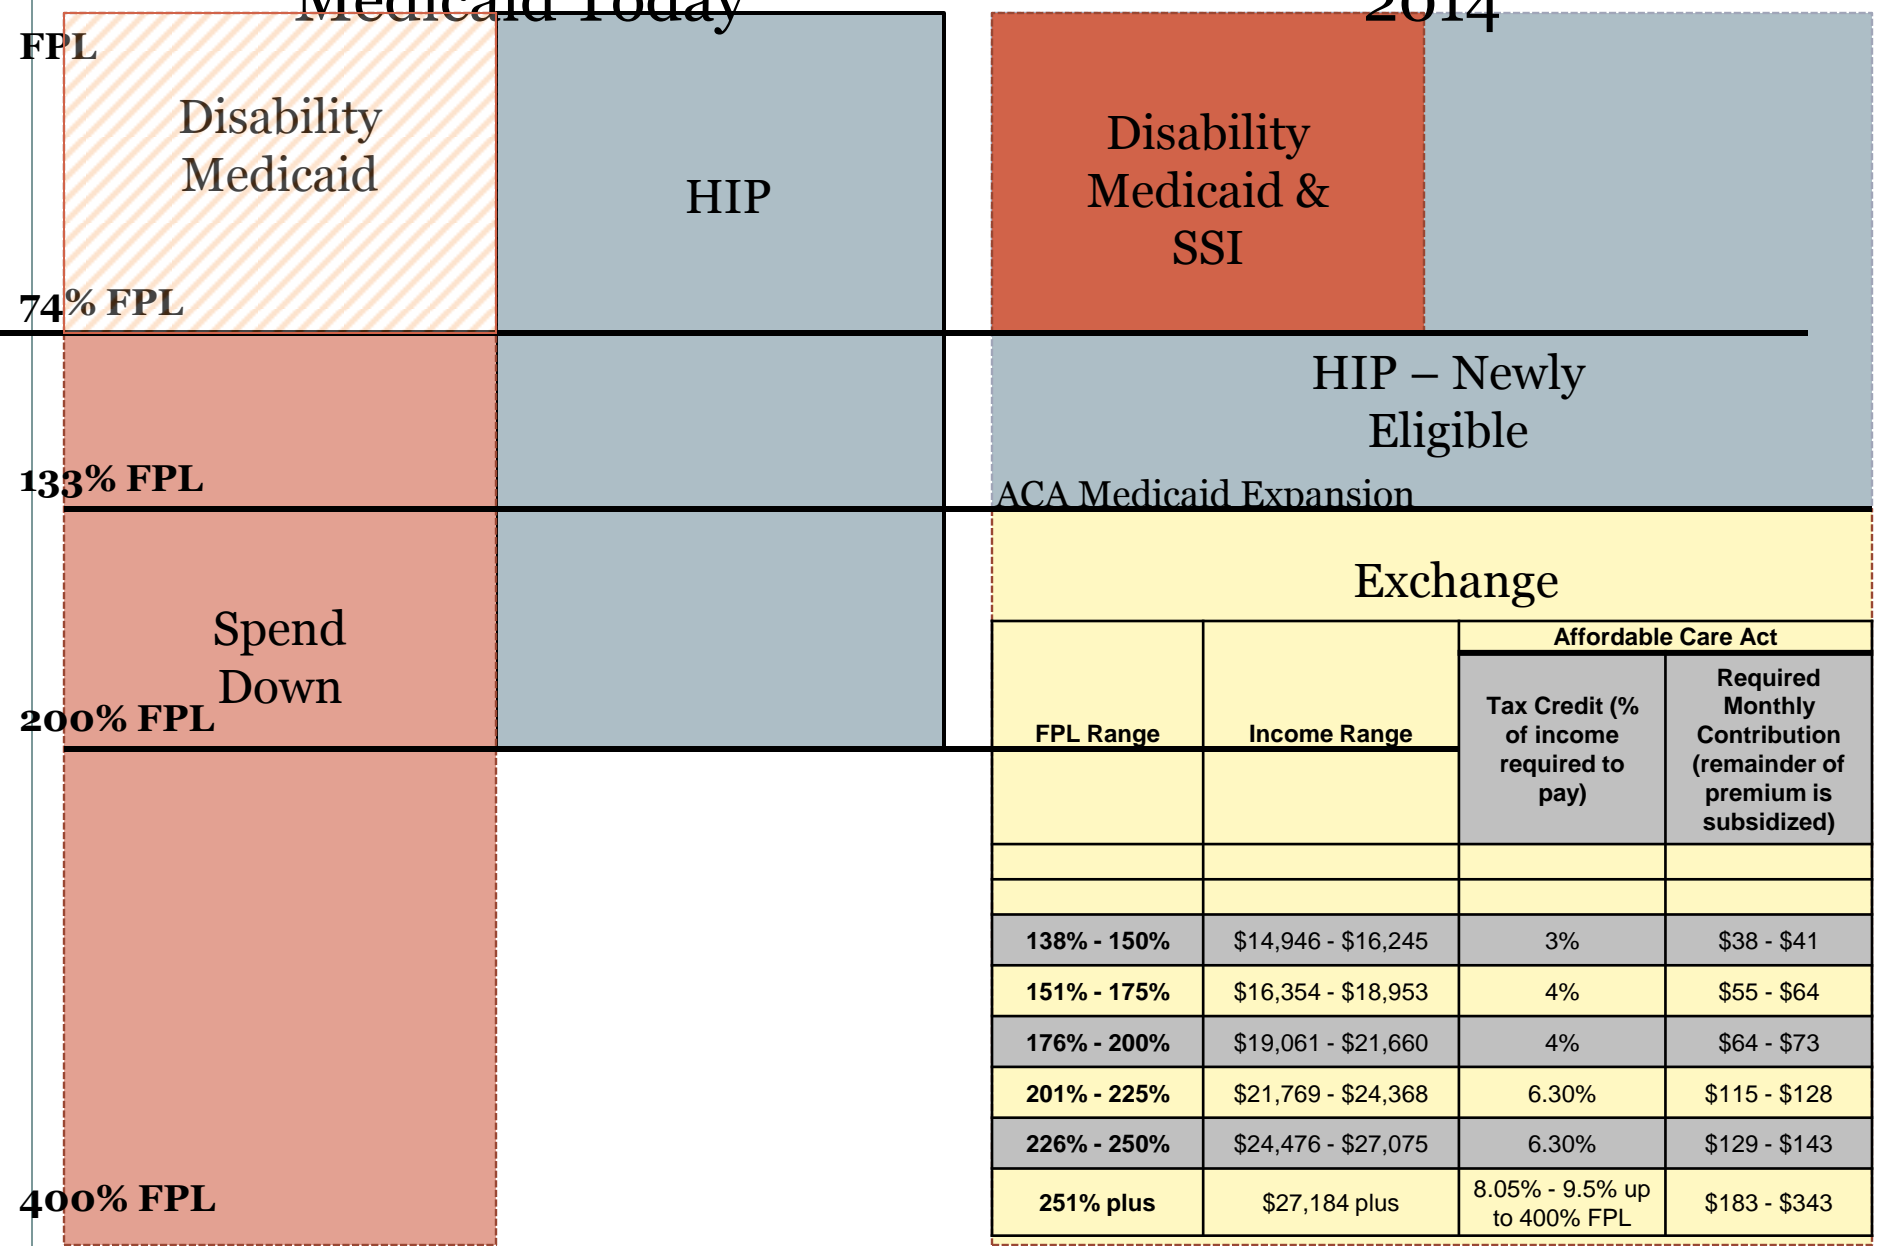 Medicaid Today
2014
FPL
Disability
Medicaid
HIP
Disability
Medicaid &
SSI
74% FPL
HIP – Newly
Eligible
133% FPL
ACA Medicaid Expansion
Exchange
Spend
Down
200% FPL
Affordable Care Act
FPL Range
Income Range
Tax Credit (%
of income
required to
pay)
Required
Monthly
Contribution
(remainder of
premium is
subsidized)
138% - 150% $14,946 - $16,245 3% $38 - $41
151% - 175% $16,354 - $18,953 4% $55 - $64
176% - 200% $19,061 - $21,660 4% $64 - $73
201% - 225% $21,769 - $24,368 6.30% $115 - $128
226% - 250% $24,476 - $27,075 6.30% $129 - $143
251% plus $27,184 plus 8.05% - 9.5% up
to 400% FPL $183 - $343
400% FPL